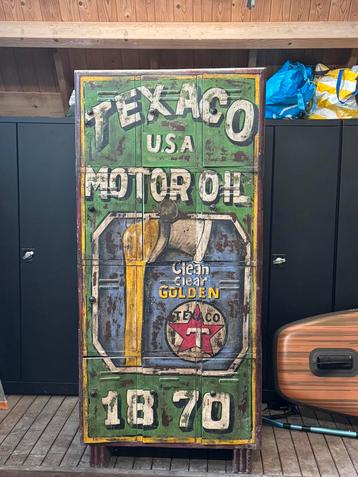 TEXACO
U.S.A
MOTOR OIL
Clean
Clear
GOLDEN
TEXACO
T
1870